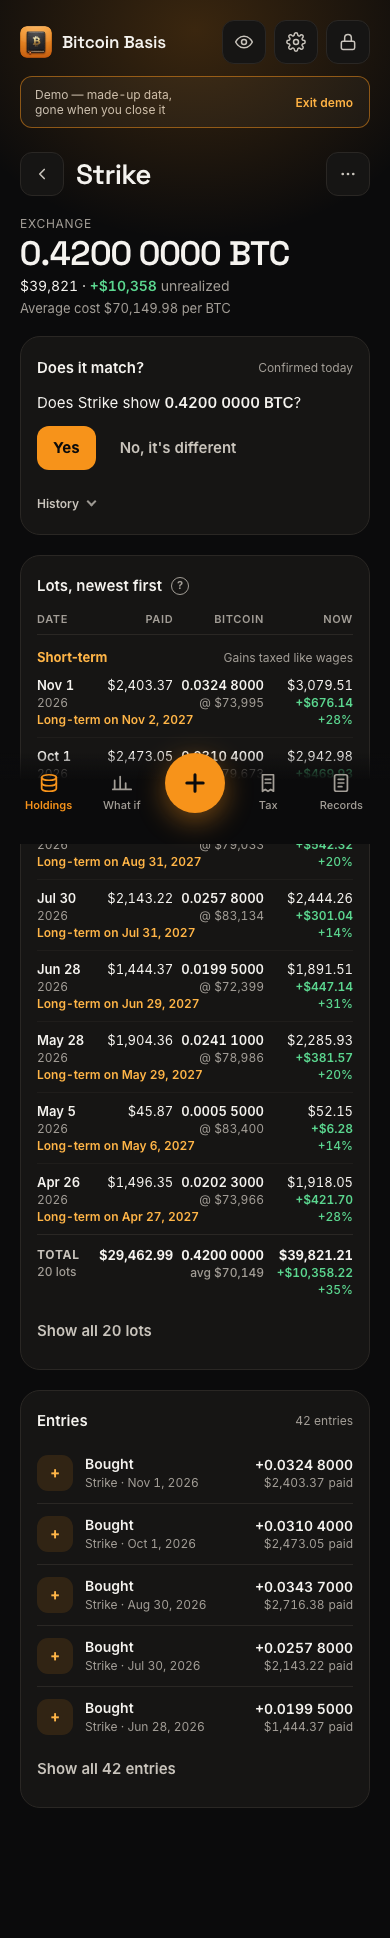 Bitcoin Basis
Demo — made-up data,
gone when you close it
Exit demo
Strike
EXCHANGE
0.4200 0000 BTC
$39,821 · +$10,358 unrealized
Average cost $70,149.98 per BTC
Does it match? Confirmed today
Does Strike show 0.4200 0000 BTC?
Yes No, it's different
History
Lots, newest first ?
DATE PAID BITCOIN NOW
Short-term Gains taxed like wages
Nov 1 $2,403.37 0.0324 8000 $3,079.51
2026 @ $73,995 +$676.14
Long-term on Nov 2, 2027 +28%
Oct 1 $2,473.05 0.0310 4000 $2,942.98
2026 +$469.93
Holdings What if Tax Records
2026 @ $79,033 +$542.32
Long-term on Aug 31, 2027 +20%
Jul 30 $2,143.22 0.0257 8000 $2,444.26
2026 @ $83,134 +$301.04
Long-term on Jul 31, 2027 +14%
Jun 28 $1,444.37 0.0199 5000 $1,891.51
2026 @ $72,399 +$447.14
Long-term on Jun 29, 2027 +31%
May 28 $1,904.36 0.0241 1000 $2,285.93
2026 @ $78,986 +$381.57
Long-term on May 29, 2027 +20%
May 5 $45.87 0.0005 5000 $52.15
2026 @ $83,400 +$6.28
Long-term on May 6, 2027 +14%
Apr 26 $1,496.35 0.0202 3000 $1,918.05
2026 @ $73,966 +$421.70
Long-term on Apr 27, 2027 +28%
TOTAL $29,462.99 0.4200 0000 $39,821.21
20 lots avg $70,149 +$10,358.22
+35%
Show all 20 lots
Entries 42 entries
+ Bought +0.0324 8000
Strike · Nov 1, 2026 $2,403.37 paid
+ Bought +0.0310 4000
Strike · Oct 1, 2026 $2,473.05 paid
+ Bought +0.0343 7000
Strike · Aug 30, 2026 $2,716.38 paid
+ Bought +0.0257 8000
Strike · Jul 30, 2026 $2,143.22 paid
+ Bought +0.0199 5000
Strike · Jun 28, 2026 $1,444.37 paid
Show all 42 entries